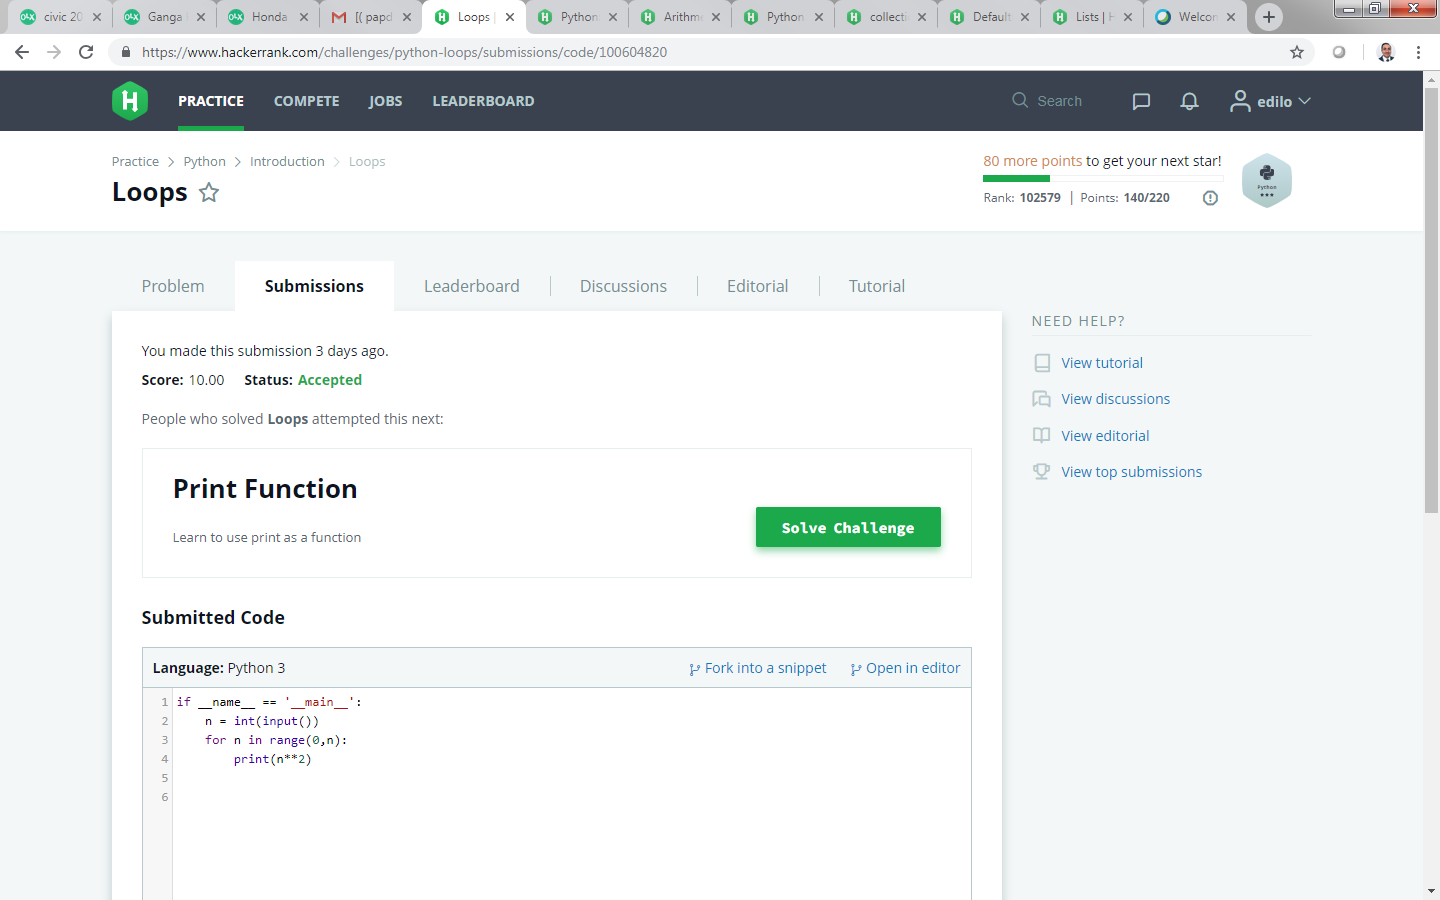 civic 20
Ganga
Honda
[( papd
Loops |
Python
Arithm
Python
collecti
Default
Lists | H
Welcom
https://www.hackerrank.com/challenges/python-loops/submissions/code/100604820
PRACTICE COMPETE JOBS LEADERBOARD
Search
edilo
Practice > Python > Introduction > Loops
Loops
80 more points to get your next star!
Rank: 102579 | Points: 140/220
Python
Problem
Submissions
Leaderboard
Discussions
Editorial
Tutorial
You made this submission 3 days ago.
Score: 10.00 Status: Accepted
People who solved Loops attempted this next:
Print Function
Learn to use print as a function
Solve Challenge
Submitted Code
Language: Python 3
Fork into a snippet
Open in editor
1 if __name__ == '__main__':
2     n = int(input())
3     for n in range(0,n):
4         print(n**2)
5
6
NEED HELP?
View tutorial
View discussions
View editorial
View top submissions